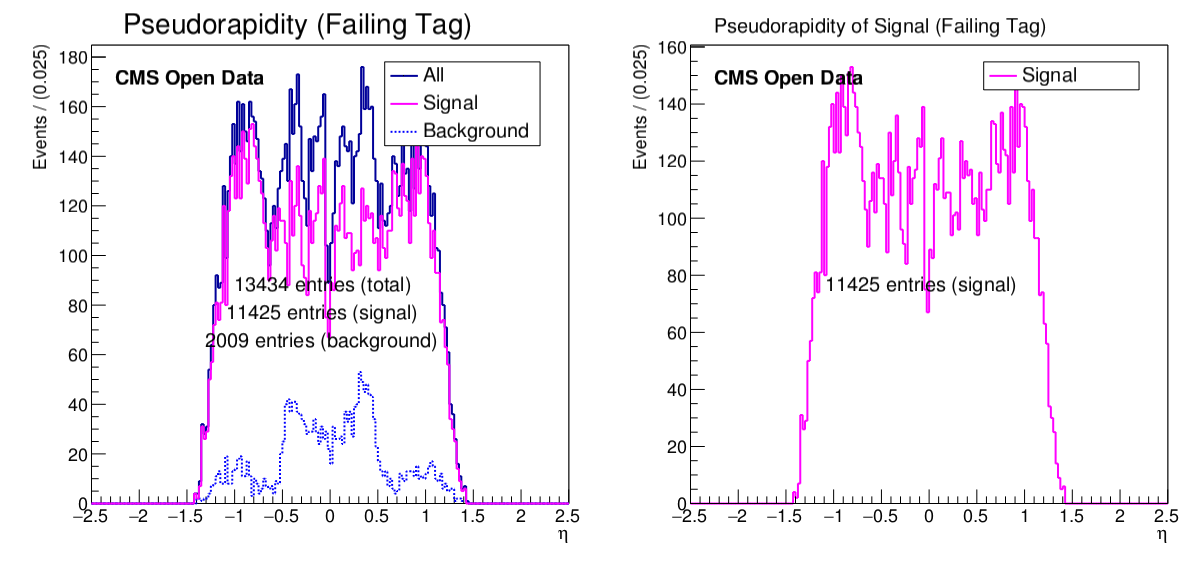 Pseudorapidity (Failing Tag)
Events / (0.025)
180
160
140
120
100
80
60
40
20
0
CMS Open Data
All
Signal
Background
13434 entries (total)
11425 entries (signal)
2009 entries (background)
−2.5 −2 −1.5 −1 −0.5 0 0.5 1 1.5 2 2.5
η
Pseudorapidity of Signal (Failing Tag)
Events / (0.025)
160
140
120
100
80
60
40
20
0
CMS Open Data
Signal
11425 entries (signal)
−2.5 −2 −1.5 −1 −0.5 0 0.5 1 1.5 2 2.5
η